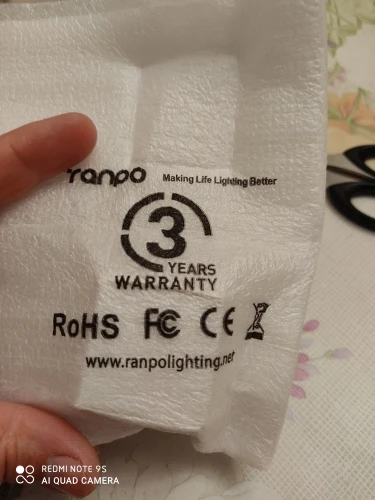 ranpo Making Life Lighting Better
3
YEARS
WARRANTY
RoHS FC CE
www.ranpolighting.net
REDMI NOTE 9S
AI QUAD CAMERA